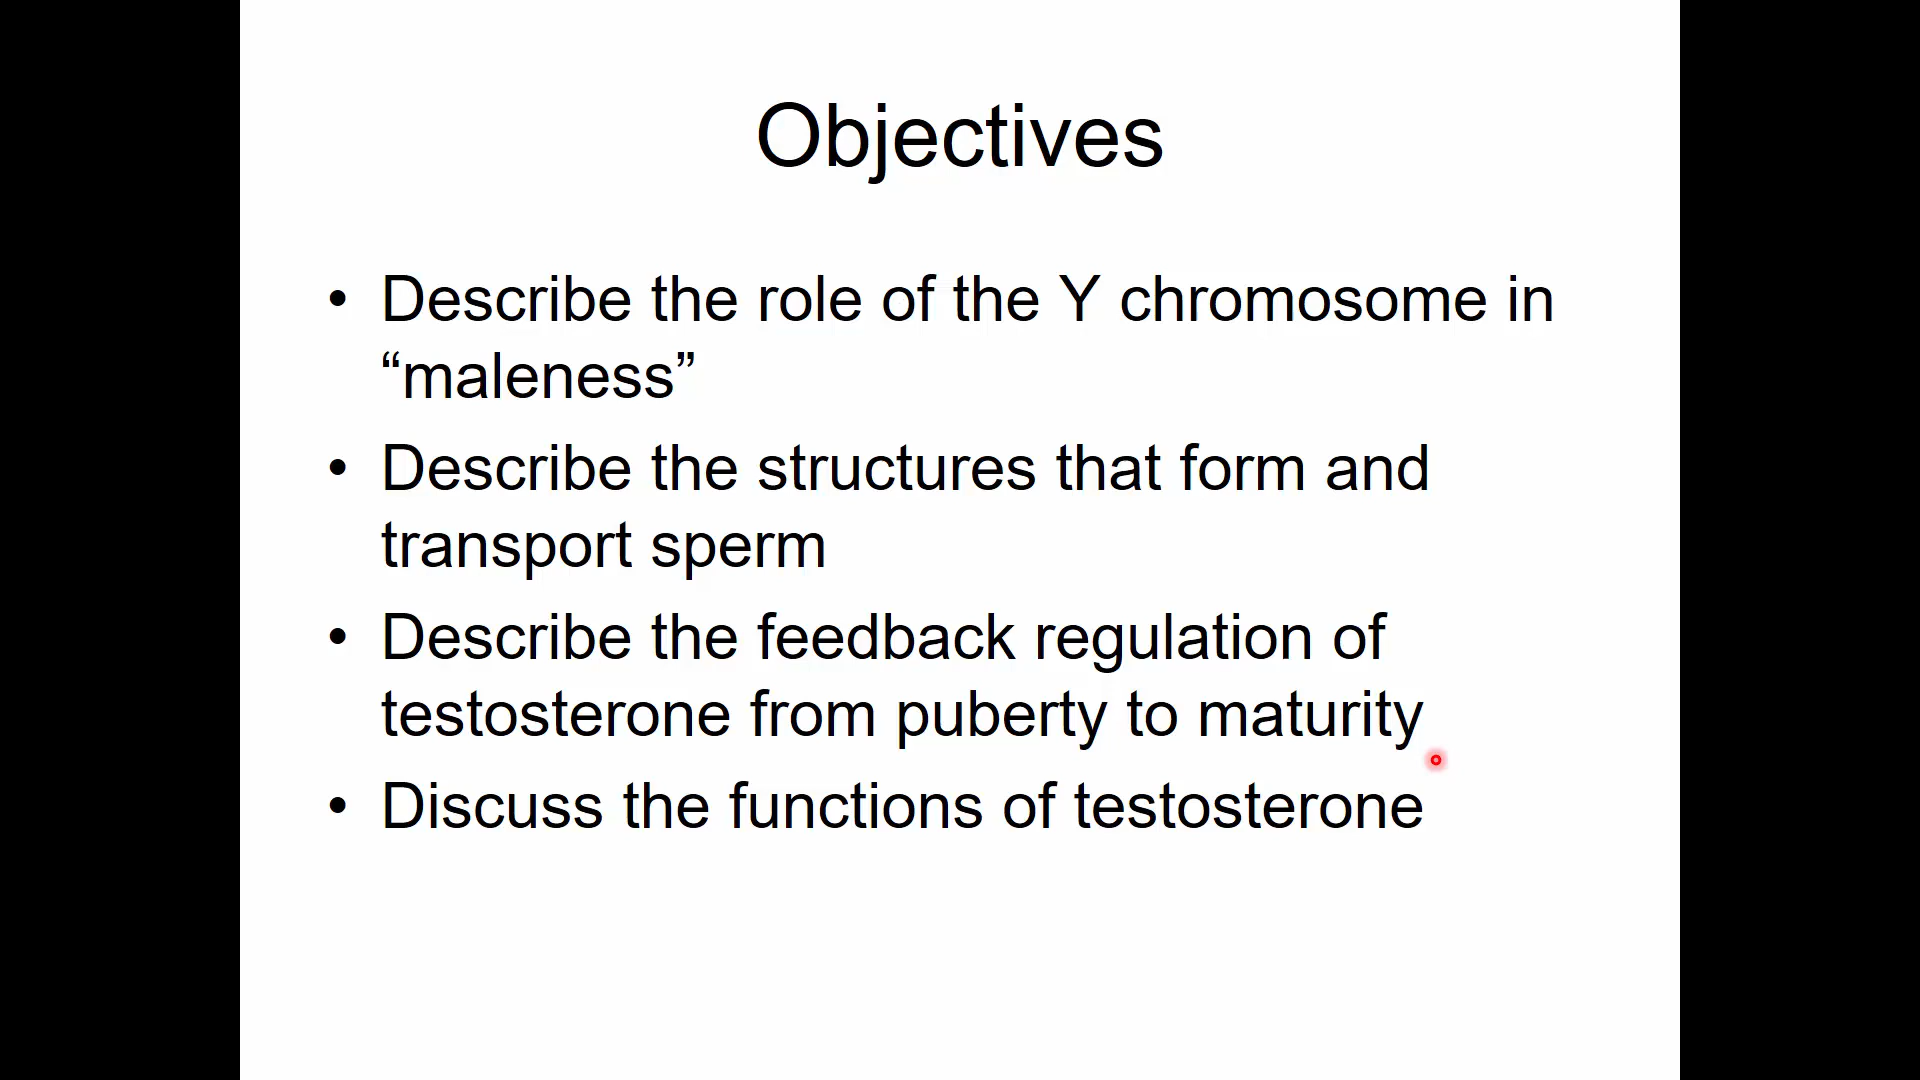 Objectives
• Describe the role of the Y chromosome in
“maleness”
• Describe the structures that form and
transport sperm
• Describe the feedback regulation of
testosterone from puberty to maturity
• Discuss the functions of testosterone